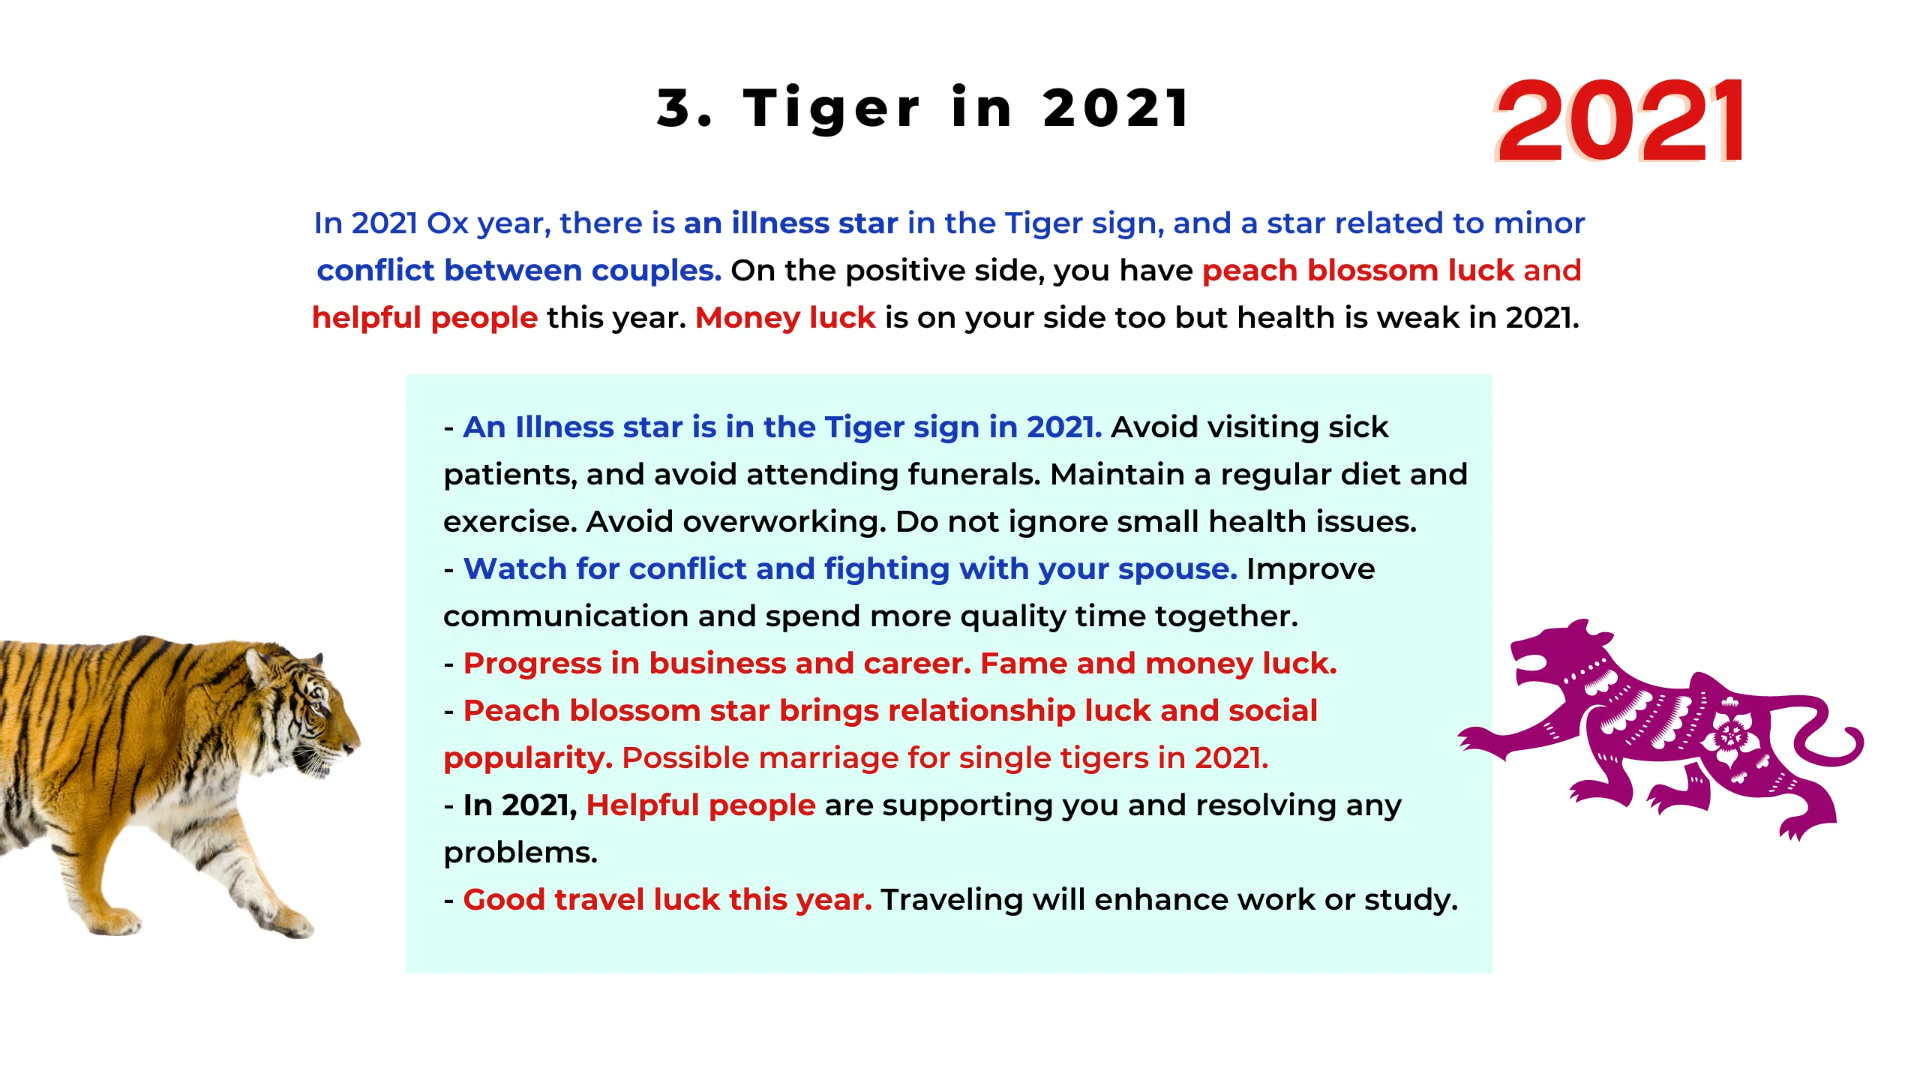 3. Tiger in 2021
2021
In 2021 Ox year, there is an illness star in the Tiger sign, and a star related to minor
conflict between couples. On the positive side, you have peach blossom luck and
helpful people this year. Money luck is on your side too but health is weak in 2021.
- An Illness star is in the Tiger sign in 2021. Avoid visiting sick
patients, and avoid attending funerals. Maintain a regular diet and
exercise. Avoid overworking. Do not ignore small health issues.
- Watch for conflict and fighting with your spouse. Improve
communication and spend more quality time together.
- Progress in business and career. Fame and money luck.
- Peach blossom star brings relationship luck and social
popularity. Possible marriage for single tigers in 2021.
- In 2021, Helpful people are supporting you and resolving any
problems.
- Good travel luck this year. Traveling will enhance work or study.